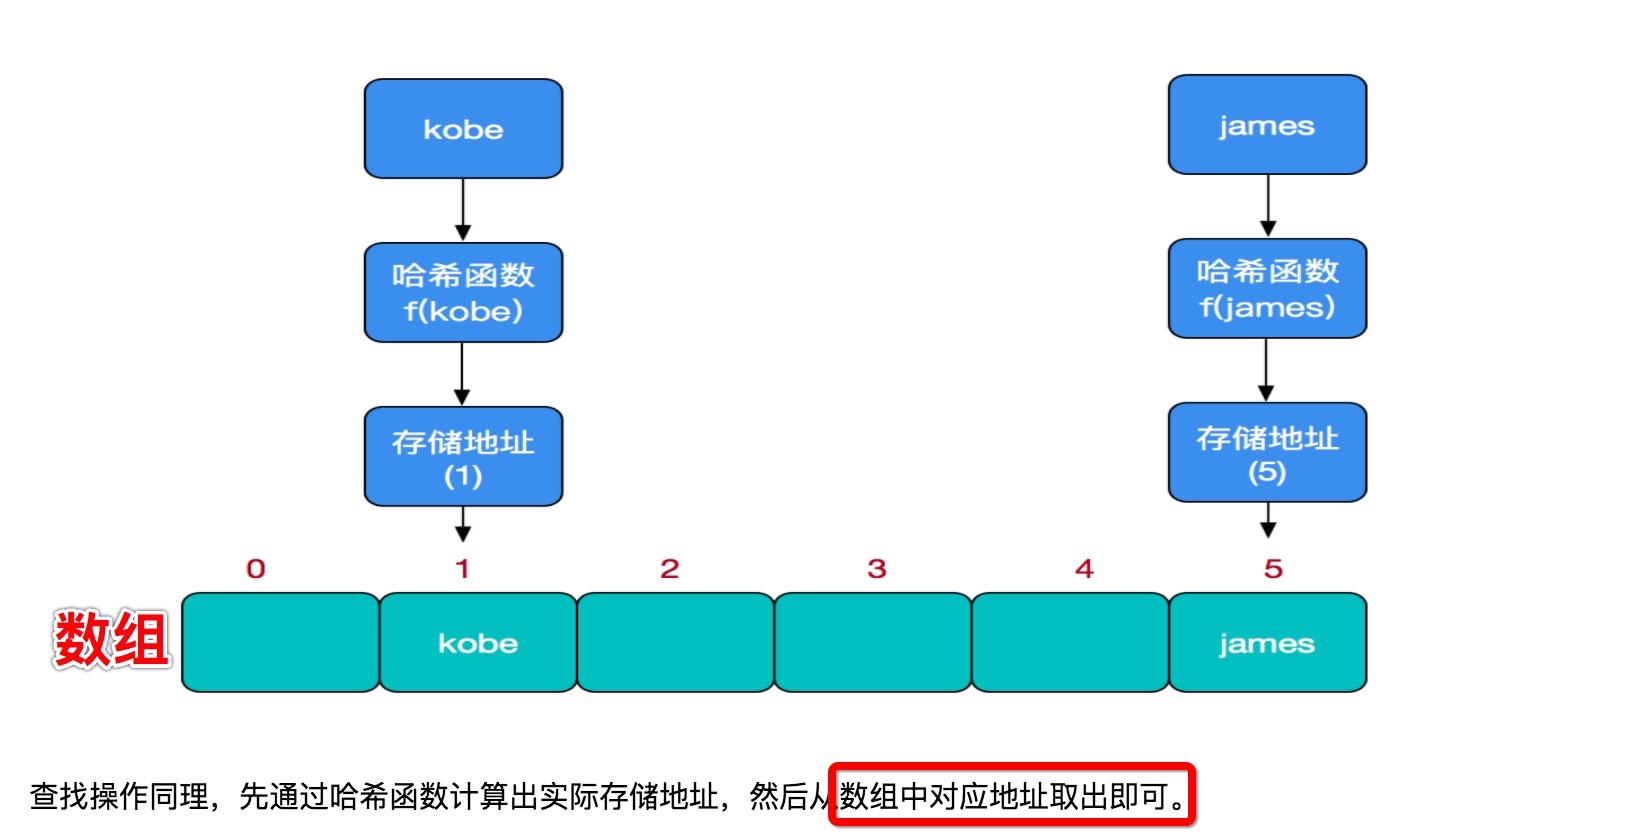 kobe
james
哈希函数
f(kobe)
哈希函数
f(james)
存储地址
(1)
存储地址
(5)
0 1 2 3 4 5
数组 kobe james
查找操作同理，先通过哈希函数计算出实际存储地址，然后从数组中对应地址取出即可。